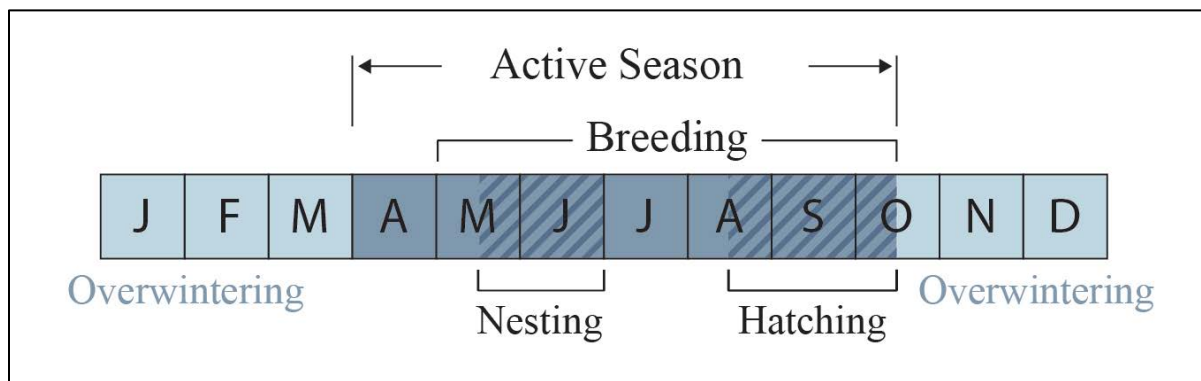 Active Season
Breeding
J F M A M J J A S O N D
Overwintering Overwintering
Nesting Hatching